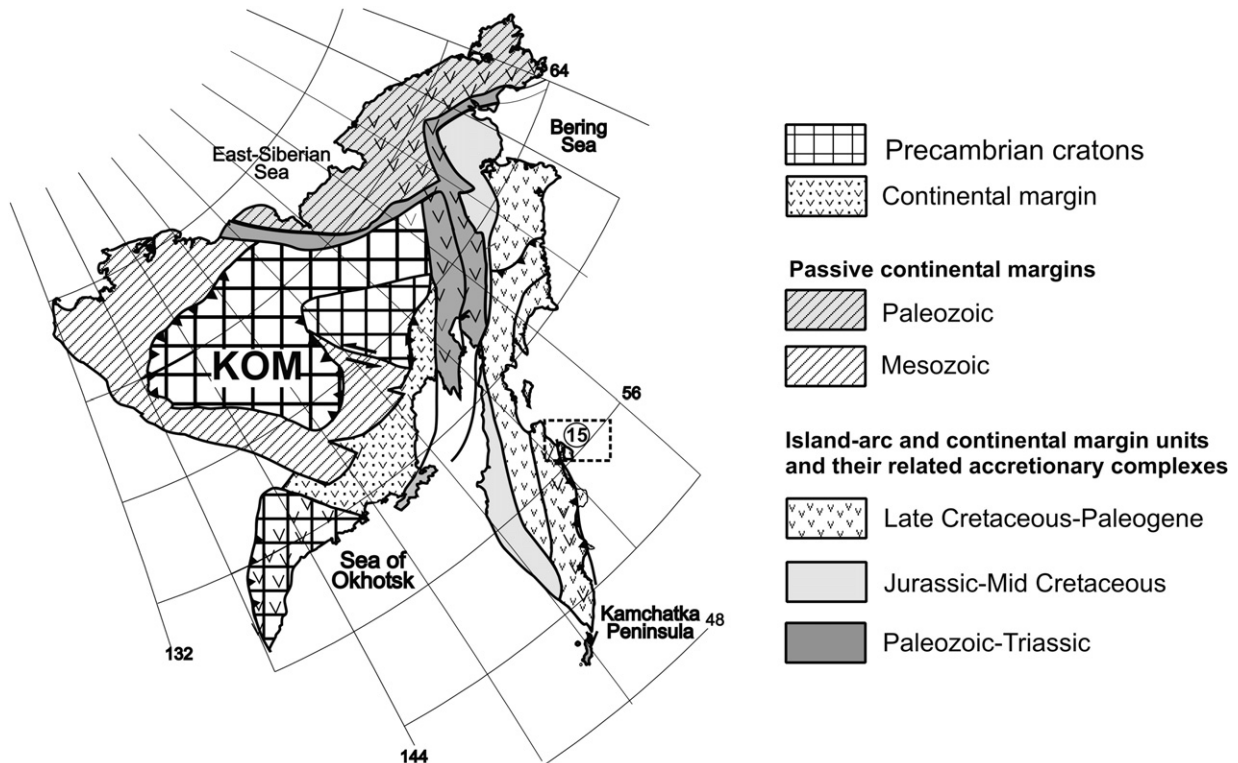 64
Bering
Sea
East-Siberian
Sea
KOM
56
15
Sea of
Okhotsk
Kamchatka
Peninsula
48
132
144
Precambrian cratons
Continental margin
Passive continental margins
Paleozoic
Mesozoic
Island-arc and continental margin units
and their related accretionary complexes
Late Cretaceous-Paleogene
Jurassic-Mid Cretaceous
Paleozoic-Triassic